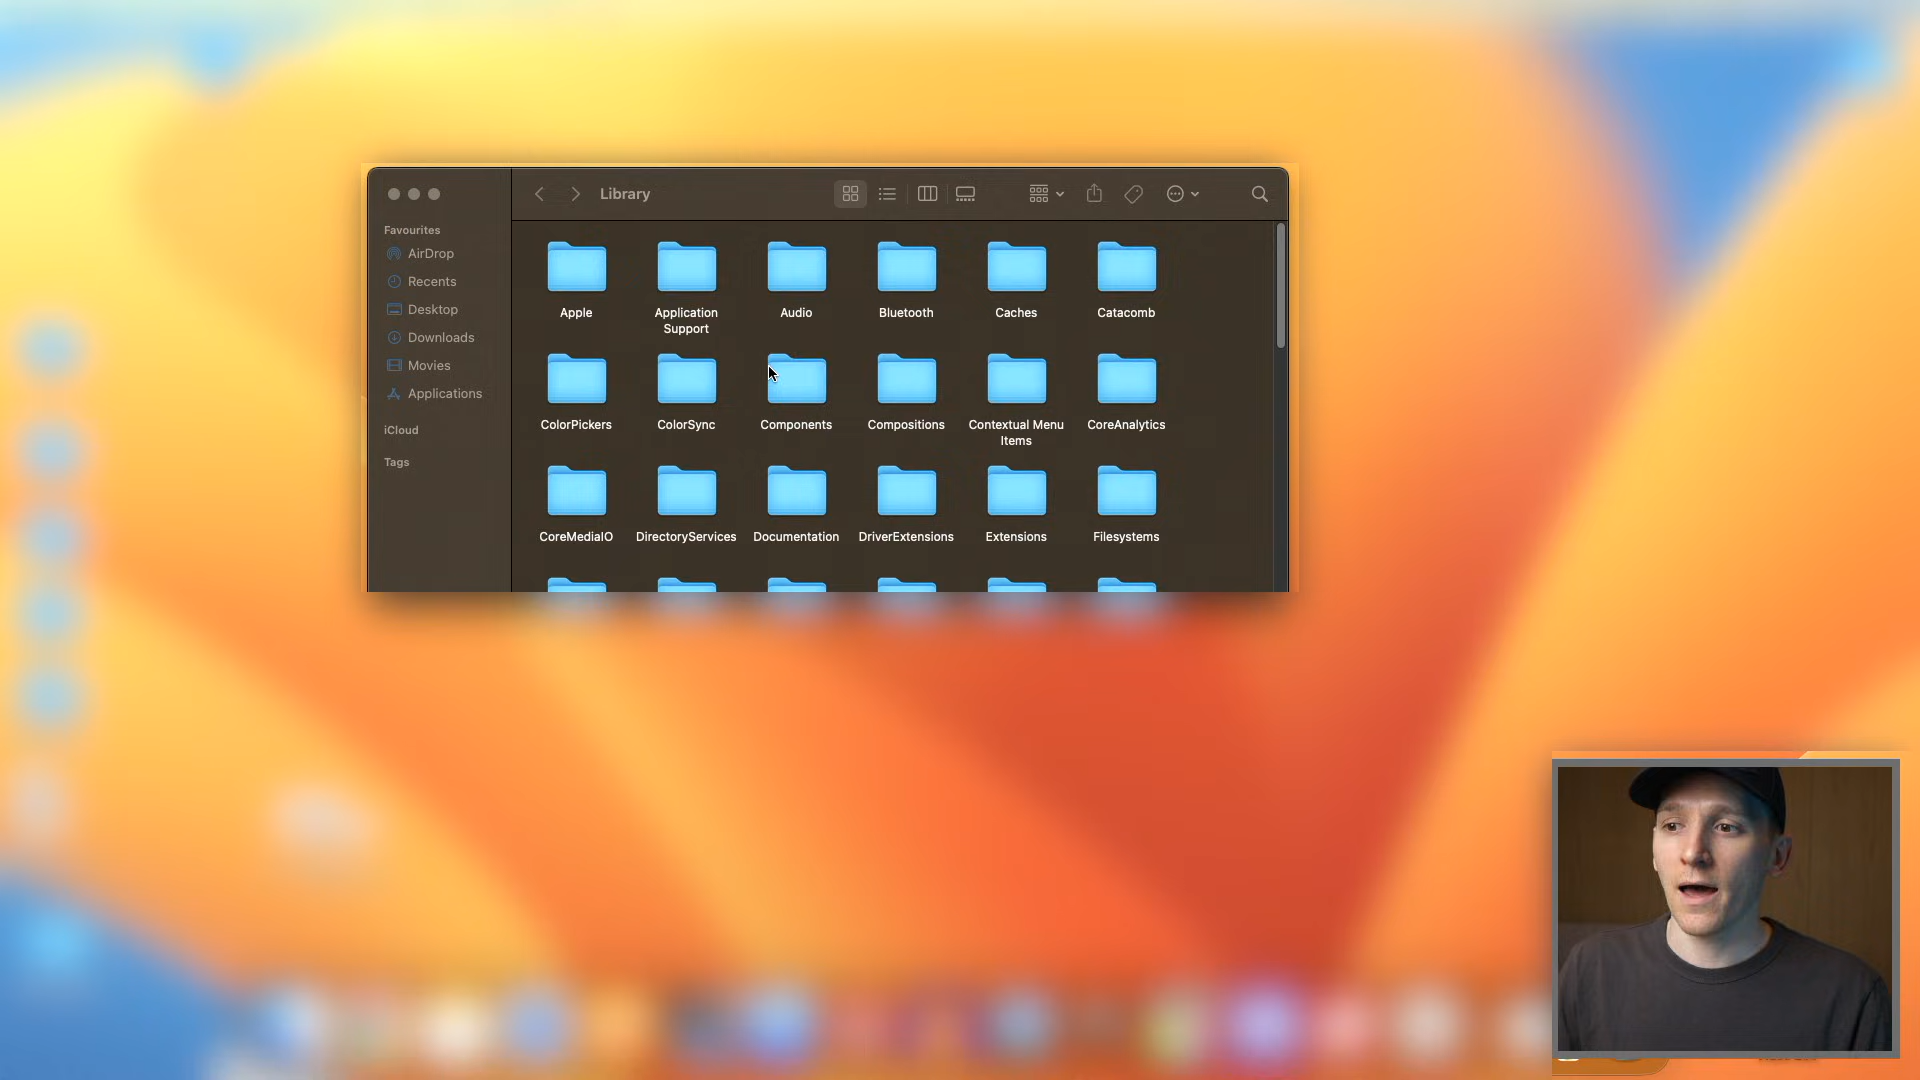 Library
Favourites
AirDrop
Recents
Desktop
Downloads
Movies
Applications
iCloud
Tags
Apple
Application
Support
Audio
Bluetooth
Caches
Catacomb
ColorPickers
ColorSync
Components
Compositions
Contextual Menu
Items
CoreAnalytics
CoreMediaIO
DirectoryServices
Documentation
DriverExtensions
Extensions
Filesystems